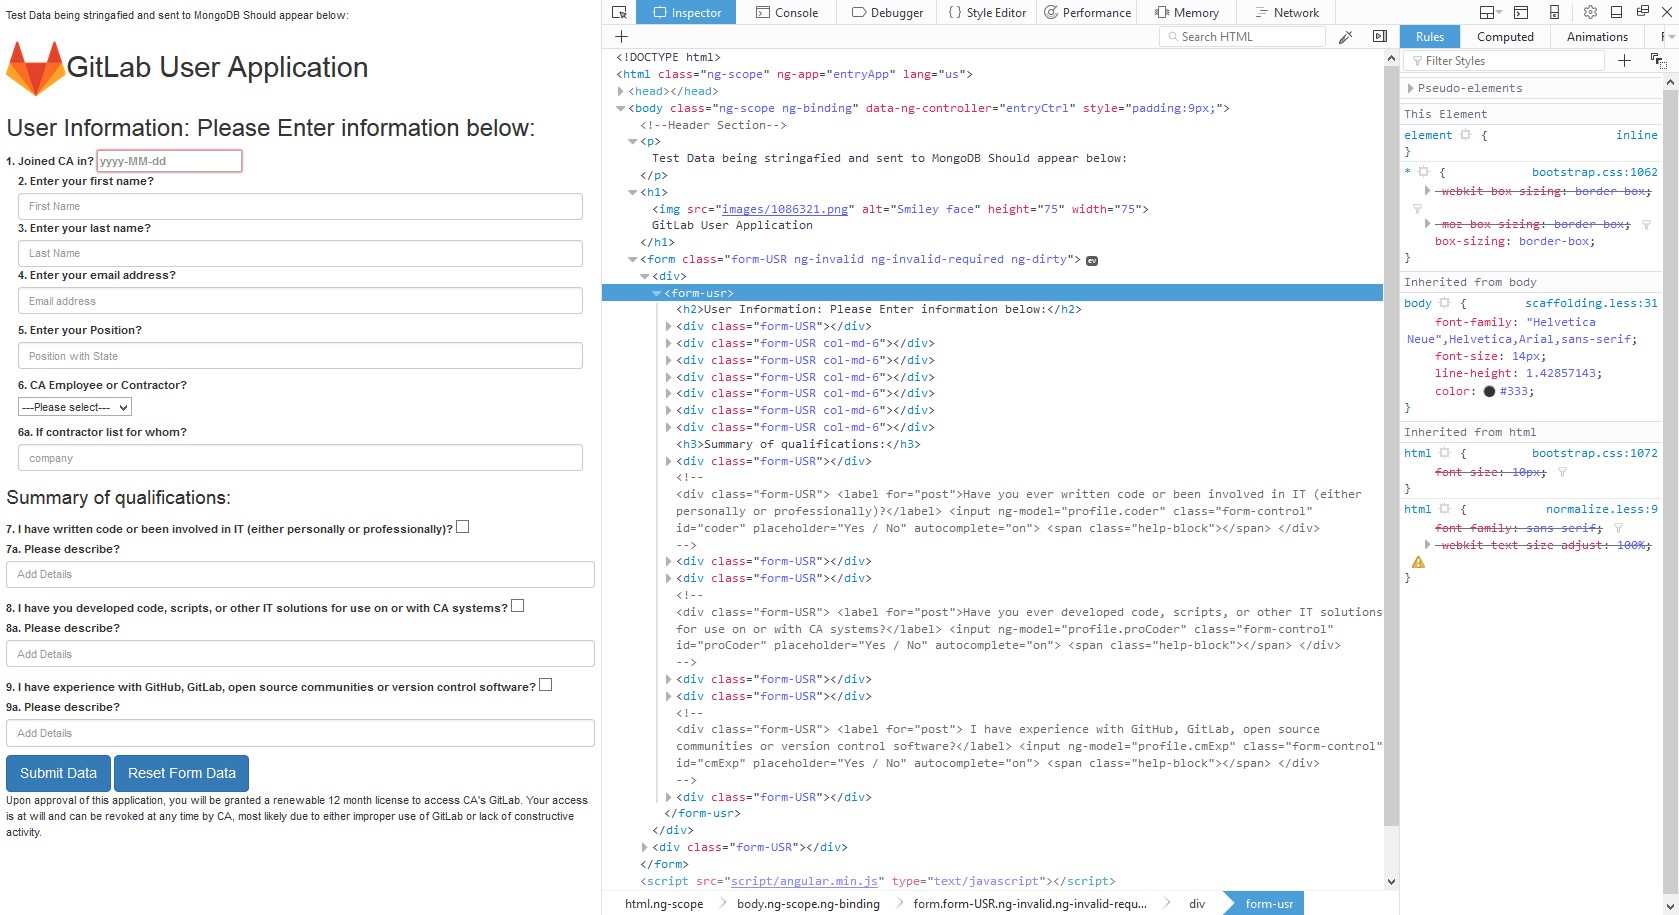 Test Data being stringafied and sent to MongoDB Should appear below:
GitLab User Application
User Information: Please Enter information below:
1. Joined CA in? yyyy-MM-dd
2. Enter your first name?
First Name
3. Enter your last name?
Last Name
4. Enter your email address?
Email address
5. Enter your Position?
Position with State
6. CA Employee or Contractor?
---Please select---
6a. If contractor list for whom?
company
Summary of qualifications:
7. I have written code or been involved in IT (either personally or professionally)?
7a. Please describe?
Add Details
8. I have you developed code, scripts, or other IT solutions for use on or with CA systems?
8a. Please describe?
Add Details
9. I have experience with GitHub, GitLab, open source communities or version control software?
9a. Please describe?
Add Details
Submit Data Reset Form Data
Upon approval of this application, you will be granted a renewable 12 month license to access CA's GitLab. Your access
is at will and can be revoked at any time by CA, most likely due to either improper use of GitLab or lack of constructive
activity.
Inspector Console Debugger { } Style Editor Performance Memory Network
+ Search HTML
<!DOCTYPE html>
<html class="ng-scope" ng-app="entryApp" lang="us">
<head></head>
<body class="ng-scope ng-binding" data-ng-controller="entryCtrl" style="padding:9px;">
<!--Header Section-->
<p>
Test Data being stringafied and sent to MongoDB Should appear below:
</p>
<h1>
<img src="images/1086321.png" alt="Smiley face" height="75" width="75">
GitLab User Application
</h1>
<form class="form-USR ng-invalid ng-invalid-required ng-dirty"> ev
<div>
<form-usr>
<h2>User Information: Please Enter information below:</h2>
<div class="form-USR"></div>
<div class="form-USR col-md-6"></div>
<div class="form-USR col-md-6"></div>
<div class="form-USR col-md-6"></div>
<div class="form-USR col-md-6"></div>
<div class="form-USR col-md-6"></div>
<div class="form-USR col-md-6"></div>
<h3>Summary of qualifications:</h3>
<div class="form-USR"></div>
<!--
<div class="form-USR"> <label for="post">Have you ever written code or been involved in IT (either
personally or professionally)?</label> <input ng-model="profile.coder" class="form-control"
id="coder" placeholder="Yes / No" autocomplete="on"> <span class="help-block"></span> </div>
-->
<div class="form-USR"></div>
<div class="form-USR"></div>
<!--
<div class="form-USR"> <label for="post">Have you ever developed code, scripts, or other IT solutions
for use on or with CA systems?</label> <input ng-model="profile.proCoder" class="form-control"
id="proCoder" placeholder="Yes / No" autocomplete="on"> <span class="help-block"></span> </div>
-->
<div class="form-USR"></div>
<div class="form-USR"></div>
<!--
<div class="form-USR"> <label for="post"> I have experience with GitHub, GitLab, open source
communities or version control software?</label> <input ng-model="profile.cmExp" class="form-control"
id="cmExp" placeholder="Yes / No" autocomplete="on"> <span class="help-block"></span> </div>
-->
<div class="form-USR"></div>
</form-usr>
</div>
<div class="form-USR"></div>
</form>
<script src="script/angular.min.js" type="text/javascript"></script>
html.ng-scope body.ng-scope.ng-binding form.form-USR.ng-invalid.ng-invalid-requ... div form-usr
Rules Computed Animations F
Filter Styles +
Pseudo-elements
This Element
element { inline
}
* { bootstrap.css:1062
-webkit-box-sizing: border-box;
-moz-box-sizing: border-box;
box-sizing: border-box;
}
Inherited from body
body { scaffolding.less:31
font-family: "Helvetica
Neue",Helvetica,Arial,sans-serif;
font-size: 14px;
line-height: 1.42857143;
color: #333;
}
Inherited from html
html { bootstrap.css:1072
font-size: 10px;
}
html { normalize.less:9
font-family: sans-serif;
-webkit-text-size-adjust: 100%;
}